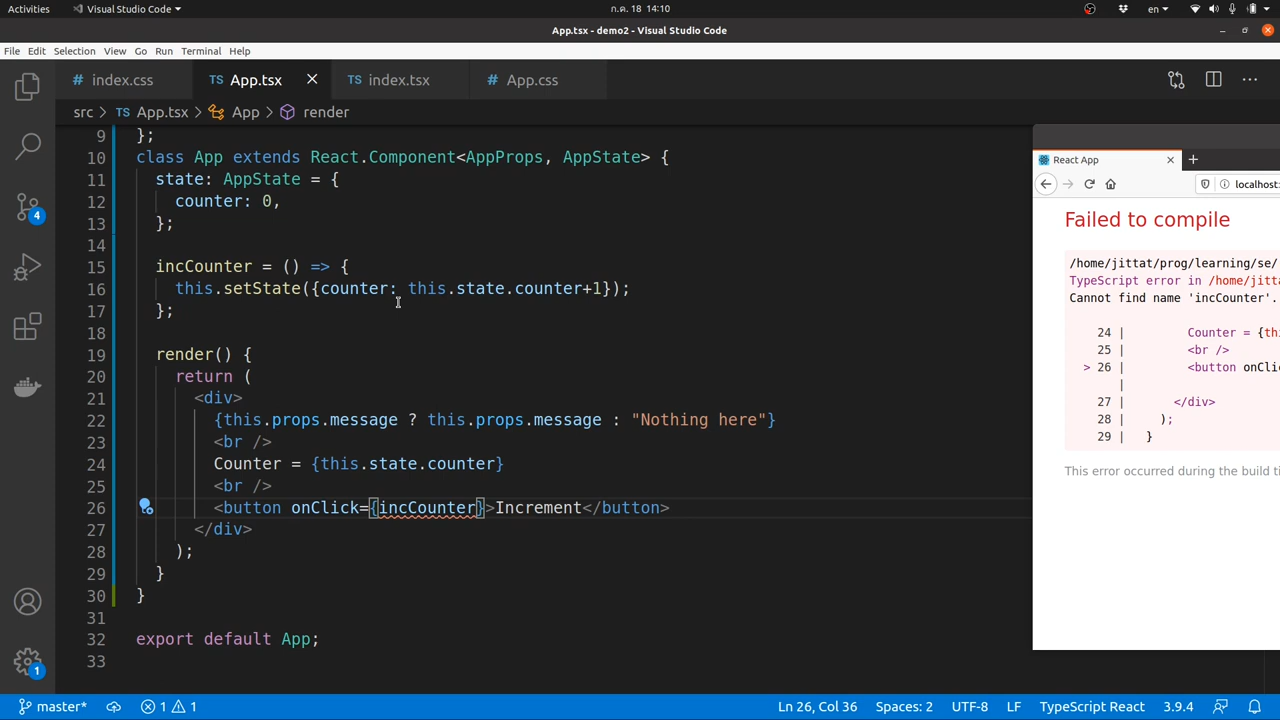 Activities
Visual Studio Code
ก.ค. 18 14:10
en
App.tsx - demo2 - Visual Studio Code
File Edit Selection View Go Run Terminal Help
# index.css
TS App.tsx
TS index.tsx
# App.css
src > TS App.tsx > App > render
9 };
10 class App extends React.Component<AppProps, AppState> {
11 state: AppState = {
12 counter: 0,
13 };
14
15 incCounter = () => {
16 this.setState({counter: this.state.counter+1});
17 };
18
19 render() {
20 return (
21 <div>
22 {this.props.message ? this.props.message : "Nothing here"}
23 <br />
24 Counter = {this.state.counter}
25 <br />
26 <button onClick={incCounter}>Increment</button>
27 </div>
28 );
29 }
30 }
31
32 export default App;
33
4
1
React App
localhost:
Failed to compile
/home/jittat/prog/learning/se/
TypeScript error in /home/jitta
Cannot find name 'incCounter'.
24 | Counter = {thi
25 | <br />
> 26 | <button onCli
|
27 | </div>
28 | );
29 | }
This error occurred during the build ti
master* 1 1 Ln 26, Col 36 Spaces: 2 UTF-8 LF TypeScript React 3.9.4